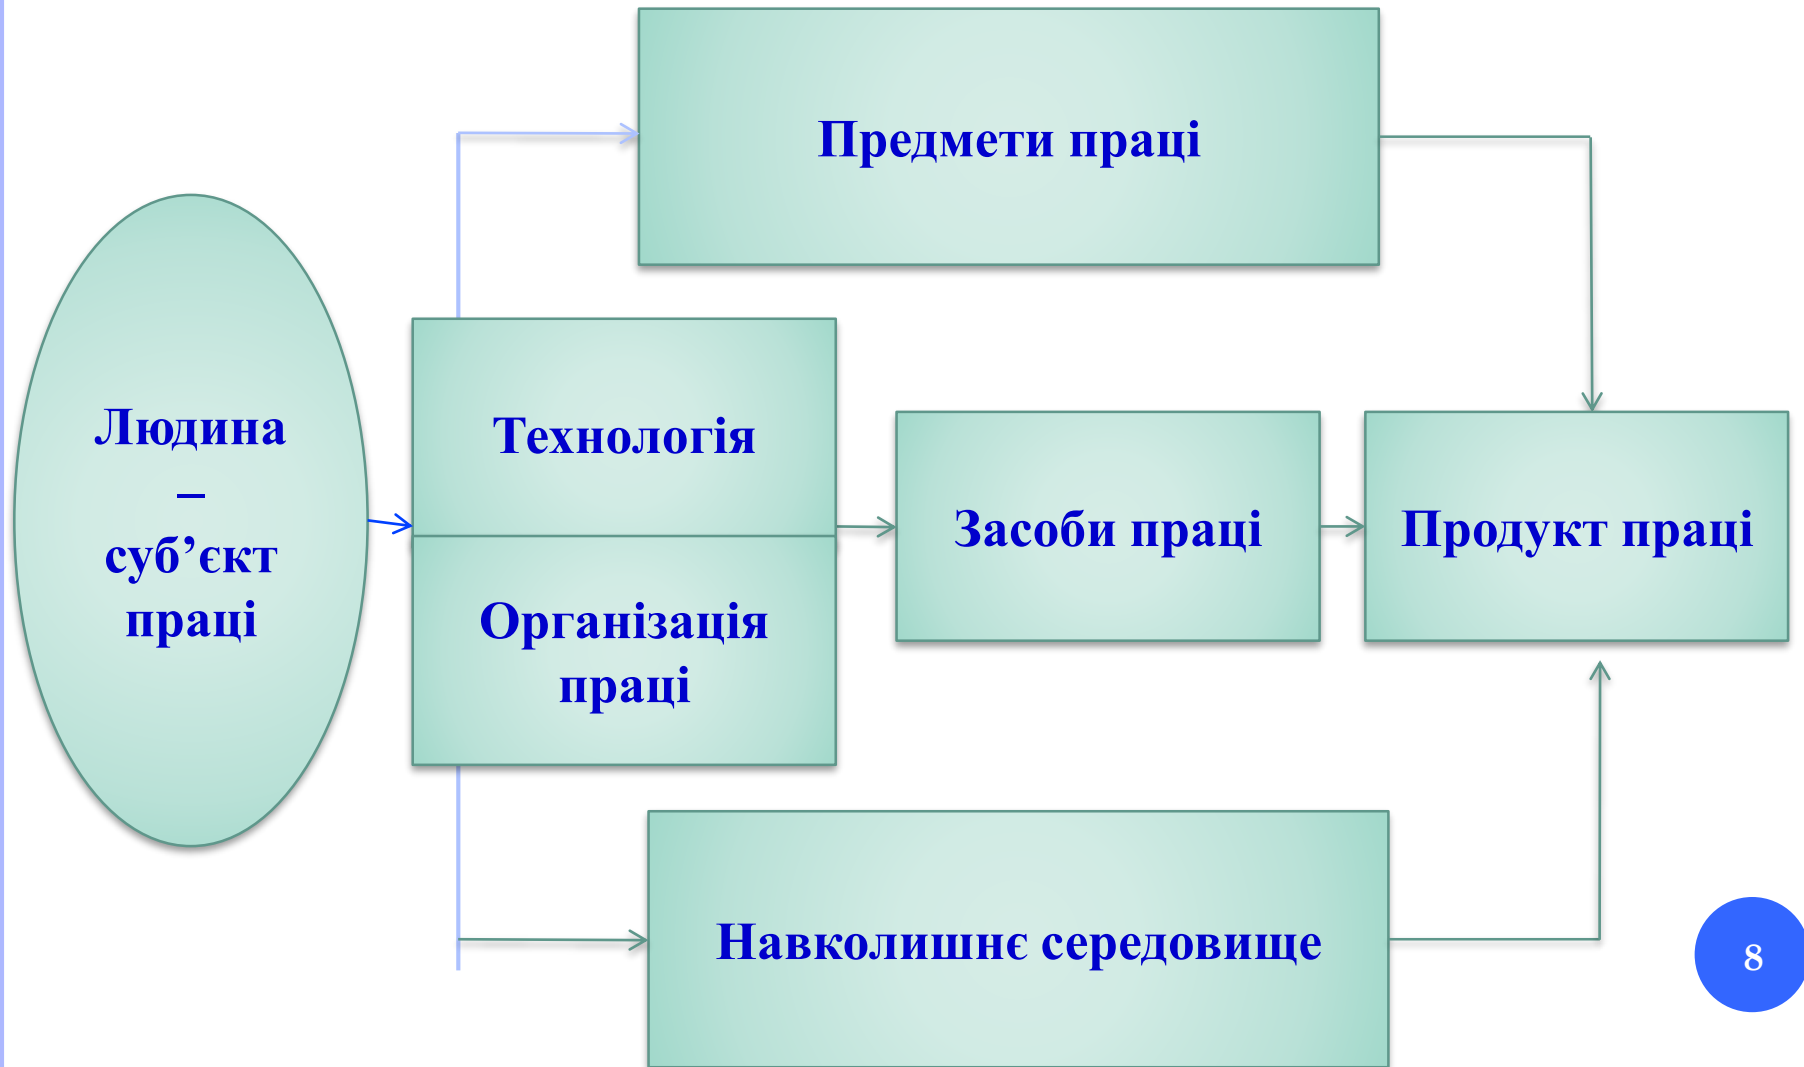 Предмети праці
Людина
–
суб’єкт
праці
Технологія
Організація
праці
Засоби праці
Продукт праці
Навколишнє середовище
8